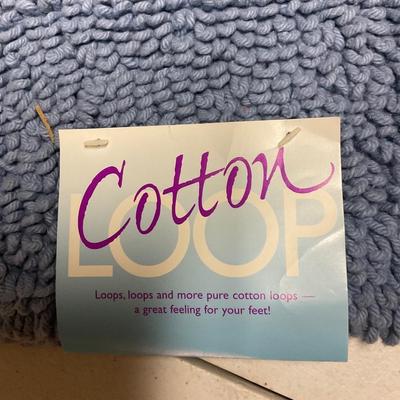 Cotton
LOOP
Loops, loops and more pure cotton loops —
a great feeling for your feet!